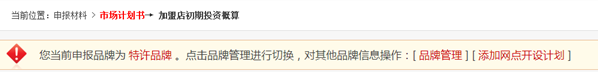 当前位置：申报材料 > 市场计划书→ 加盟店初期投资概算
您当前申报品牌为 特许品牌 。点击品牌管理进行切换，对其他品牌信息操作：[ 品牌管理 ] [ 添加网点开设计划 ]